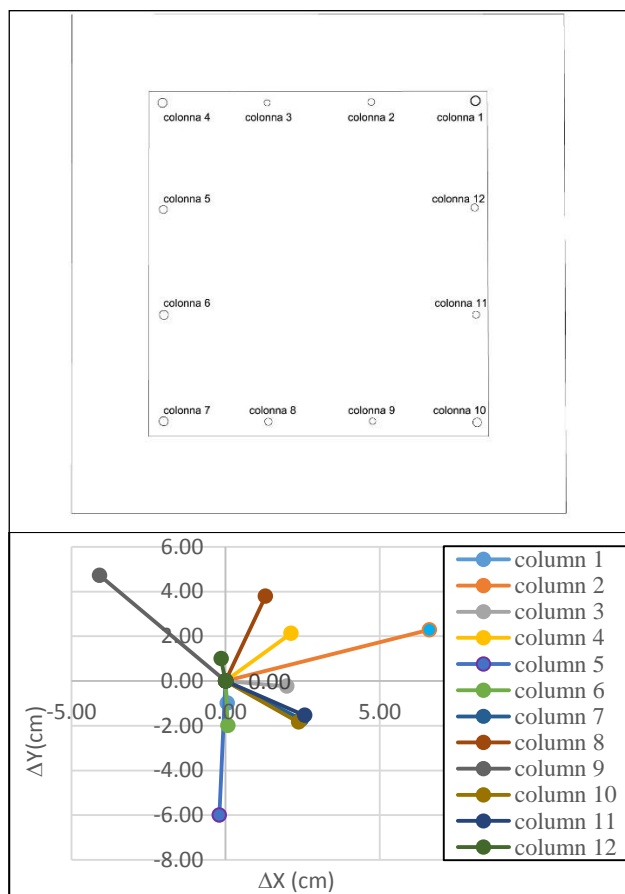 colonna 4 colonna 3 colonna 2 colonna 1
colonna 5 colonna 12
colonna 6 colonna 11
colonna 7 colonna 8 colonna 9 colonna 10
6.00
4.00
2.00
0.00
-2.00
-4.00
-6.00
-8.00
-5.00 0.00 5.00
0.00
ΔY(cm)
ΔX (cm)
column 1
column 2
column 3
column 4
column 5
column 6
column 7
column 8
column 9
column 10
column 11
column 12